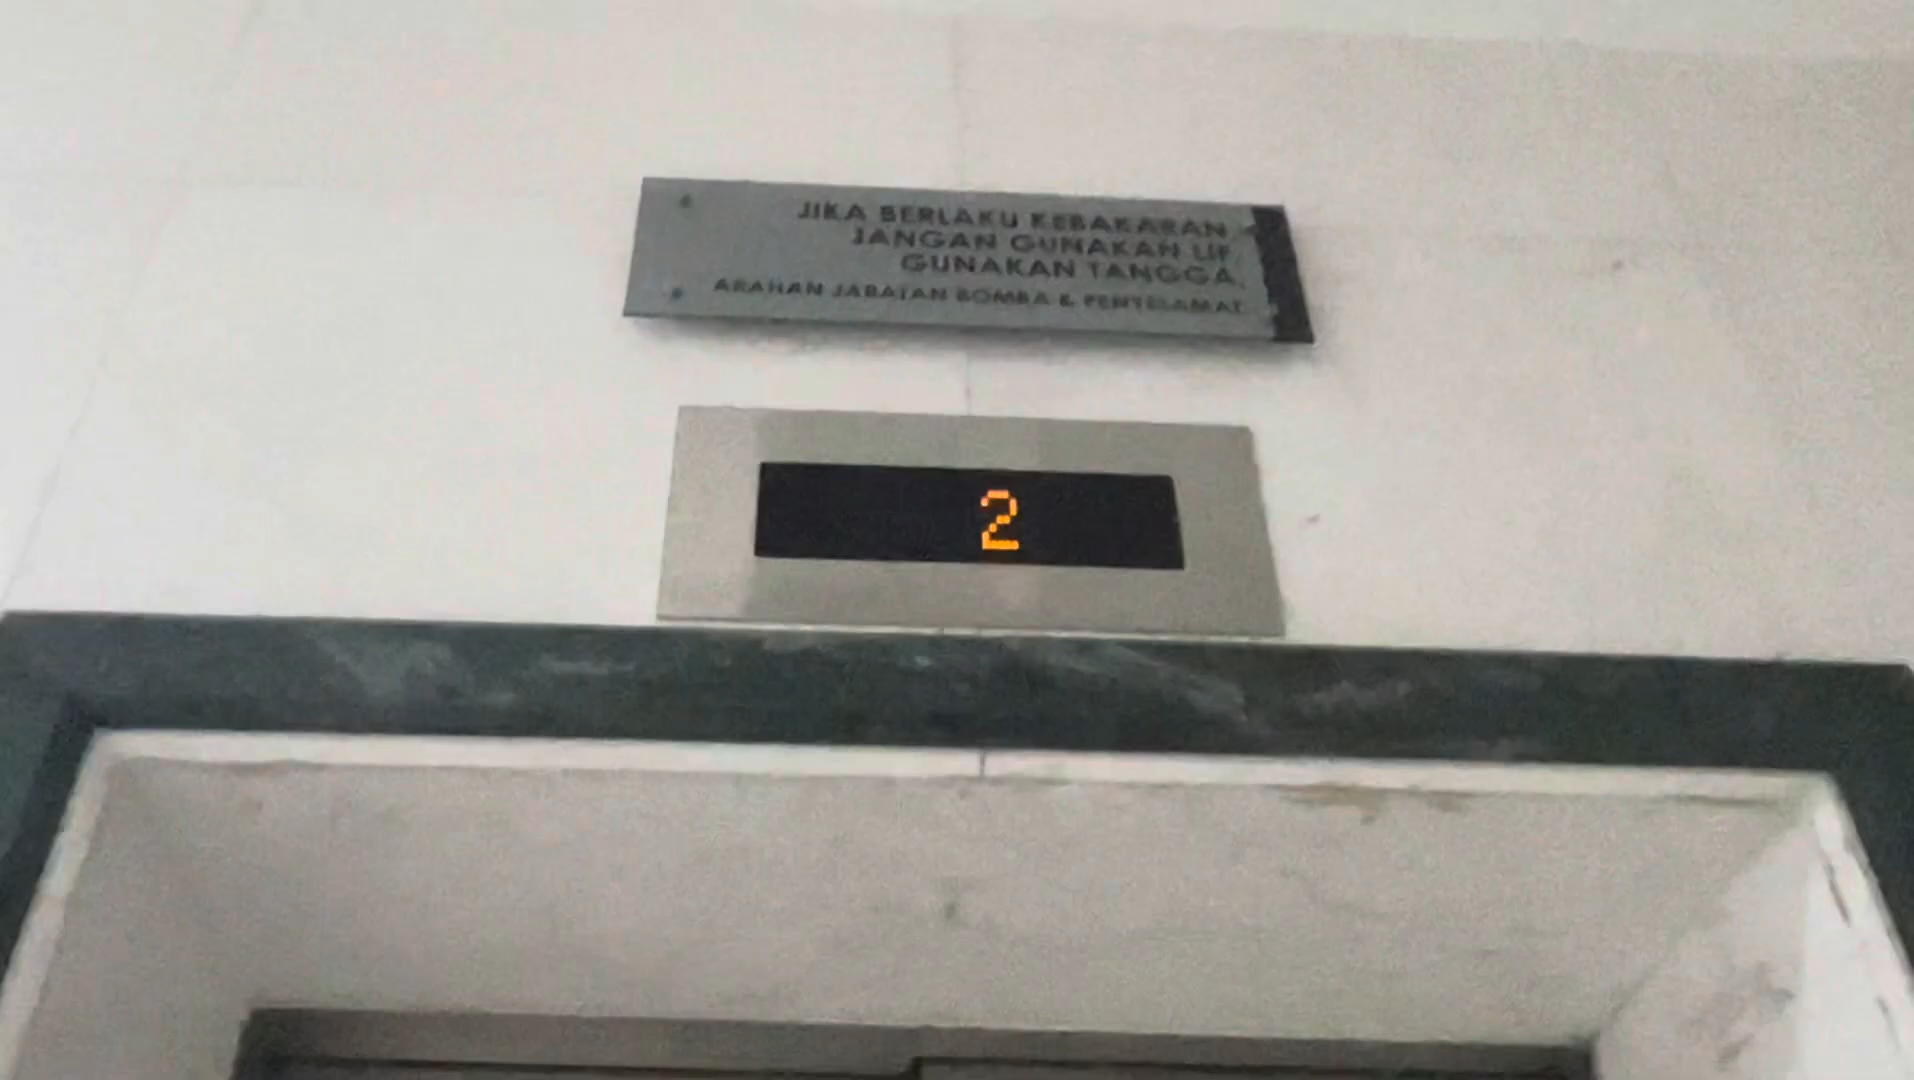 JIKA BERLAKU KEBAKARAN
JANGAN GUNAKAN LIF
GUNAKAN TANGGA.
ARAHAN JABATAN BOMBA & PENYELAMAT
2